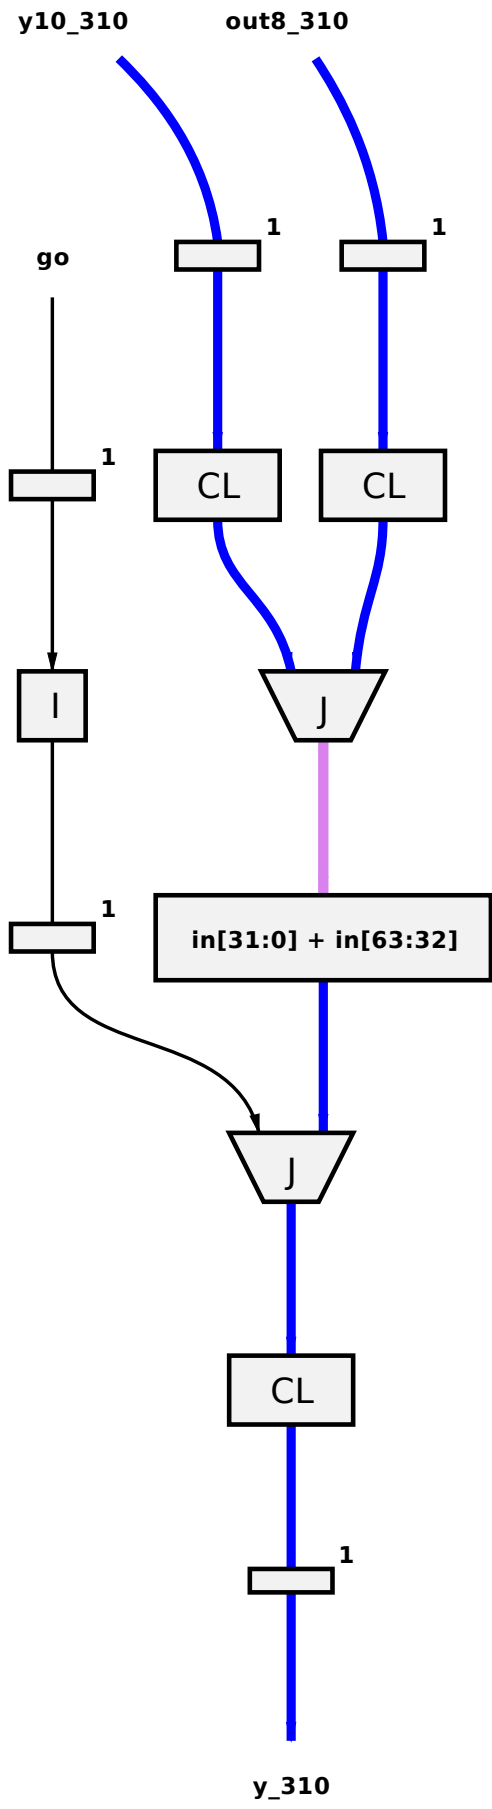 y10_310 out8_310
1 1
go
1
CL CL
I J
1
in[31:0] + in[63:32]
J
CL
1
y_310